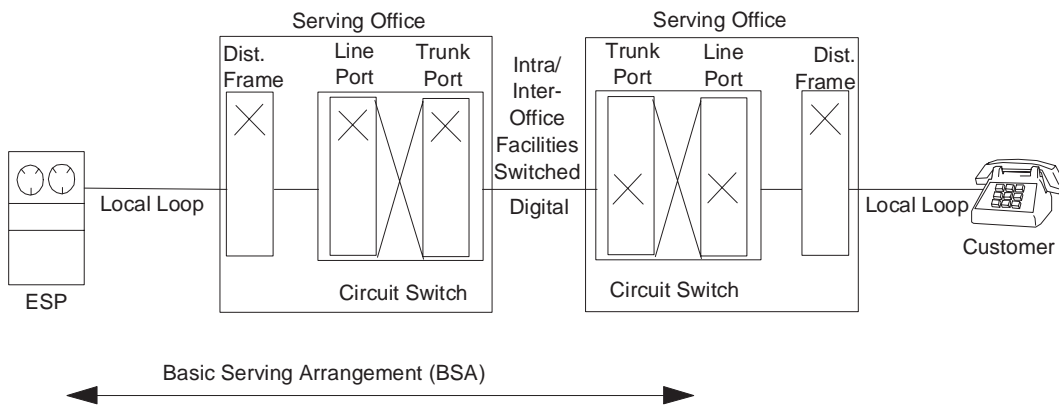 Serving Office
Serving Office
Dist.
Frame
Line
Port
Trunk
Port
Intra/
Inter-
Office
Facilities
Switched
Digital
Trunk
Port
Line
Port
Dist.
Frame
Local Loop
Local Loop
ESP
Circuit Switch
Circuit Switch
Customer
Basic Serving Arrangement (BSA)